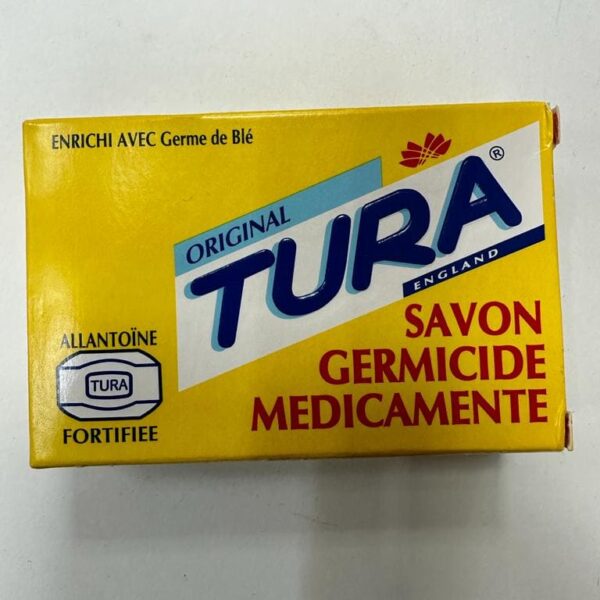 ENRICHI AVEC Germe de Blé
ORIGINAL
TURA®
ENGLAND
SAVON
GERMICIDE
MEDICAMENTE
ALLANTOÏNE
TURA
FORTIFIEE